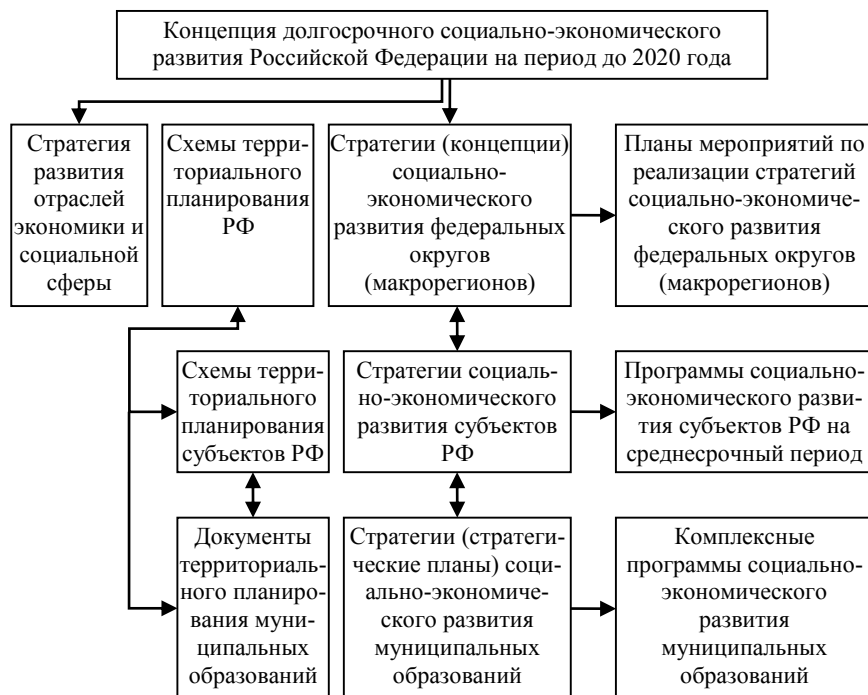 Концепция долгосрочного социально-экономического
развития Российской Федерации на период до 2020 года
Стратегия
развития
отраслей
экономики и
социальной
сферы
Схемы терри-
ториального
планирования
РФ
Стратегии (концепции)
социально-
экономического
развития федеральных
округов
(макрорегионов)
Планы мероприятий по
реализации стратегий
социально-экономиче-
ского развития
федеральных округов
(макрорегионов)
Схемы терри-
ториального
планирования
субъектов РФ
Стратегии социаль-
но-экономического
развития субъектов
РФ
Программы социально-
экономического разви-
тия субъектов РФ на
среднесрочный период
Документы
территориаль-
ного планиро-
вания муни-
ципальных
образований
Стратегии (стратеги-
ческие планы) соци-
ально-экономиче-
ского развития
муниципальных
образований
Комплексные
программы социально-
экономического
развития
муниципальных
образований